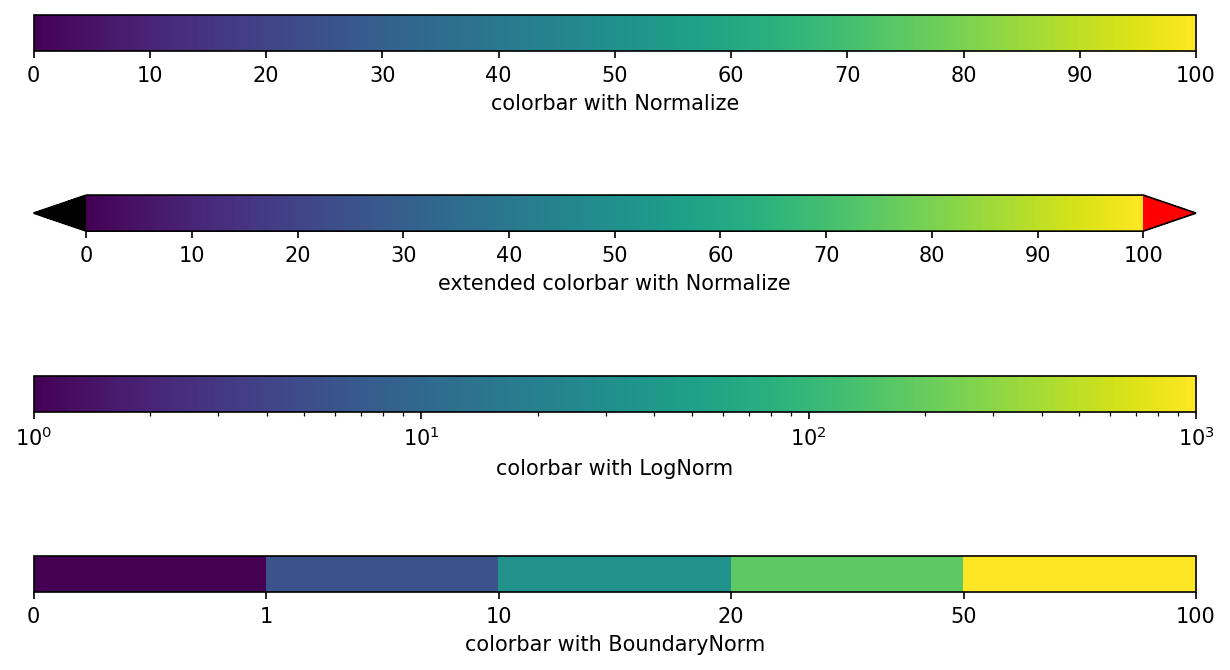 0 10 20 30 40 50 60 70 80 90 100
colorbar with Normalize
0 10 20 30 40 50 60 70 80 90 100
extended colorbar with Normalize
10⁰ 10¹ 10² 10³
colorbar with LogNorm
0 1 10 20 50 100
colorbar with BoundaryNorm